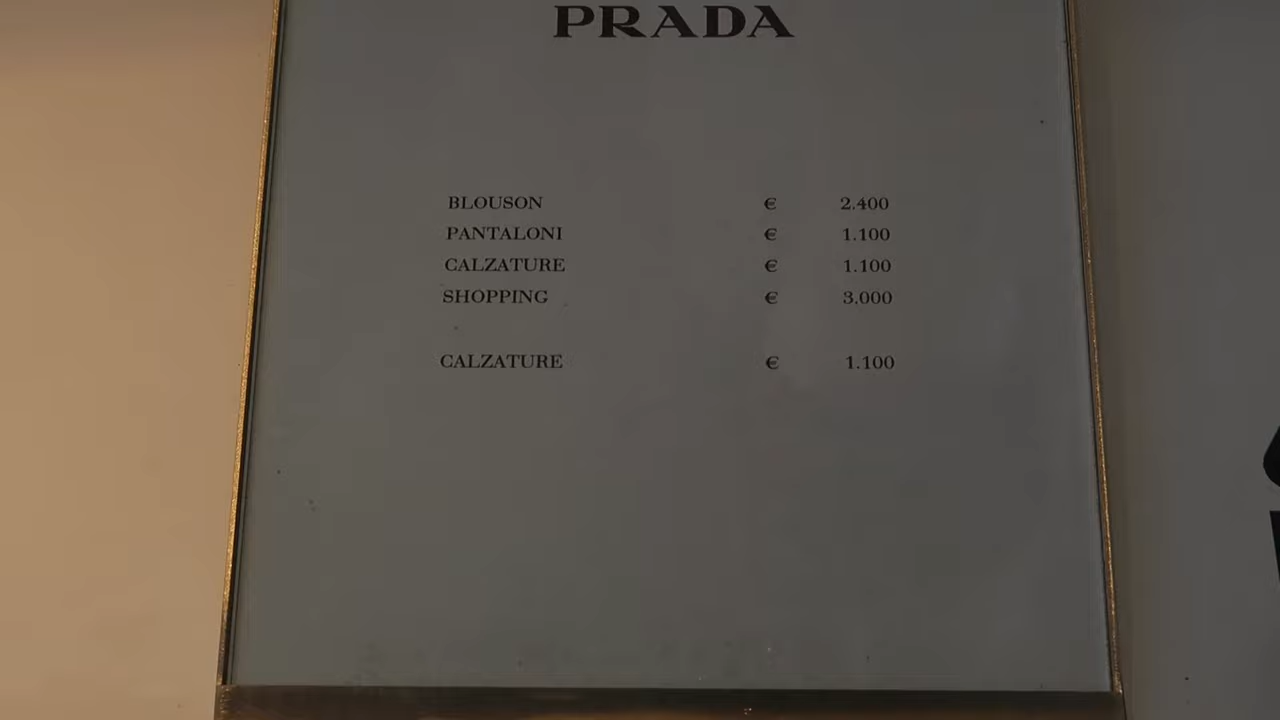 PRADA
BLOUSON € 2.400
PANTALONI € 1.100
CALZATURE € 1.100
SHOPPING € 3.000
CALZATURE € 1.100